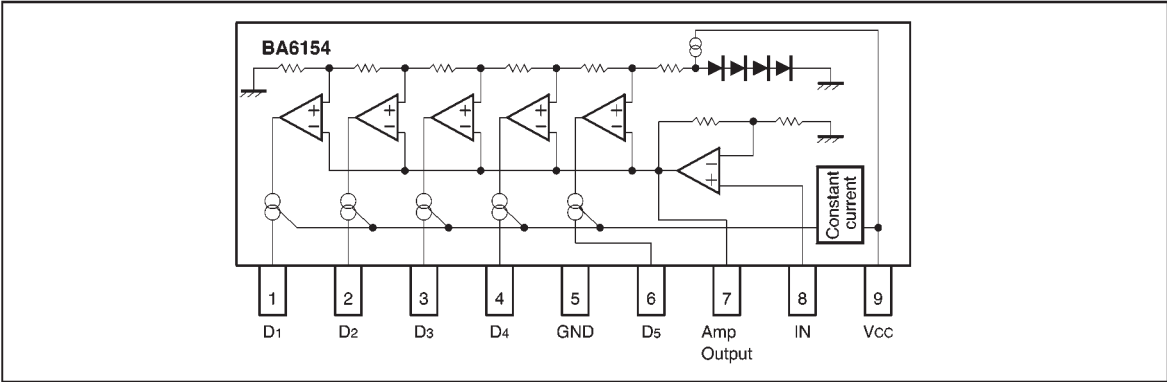 BA6154
+
−
+
−
+
−
+
−
+
−
−
+
Constant
current
1 2 3 4 5 6 7 8 9
D1 D2 D3 D4 GND D5 Amp IN VCC
Output